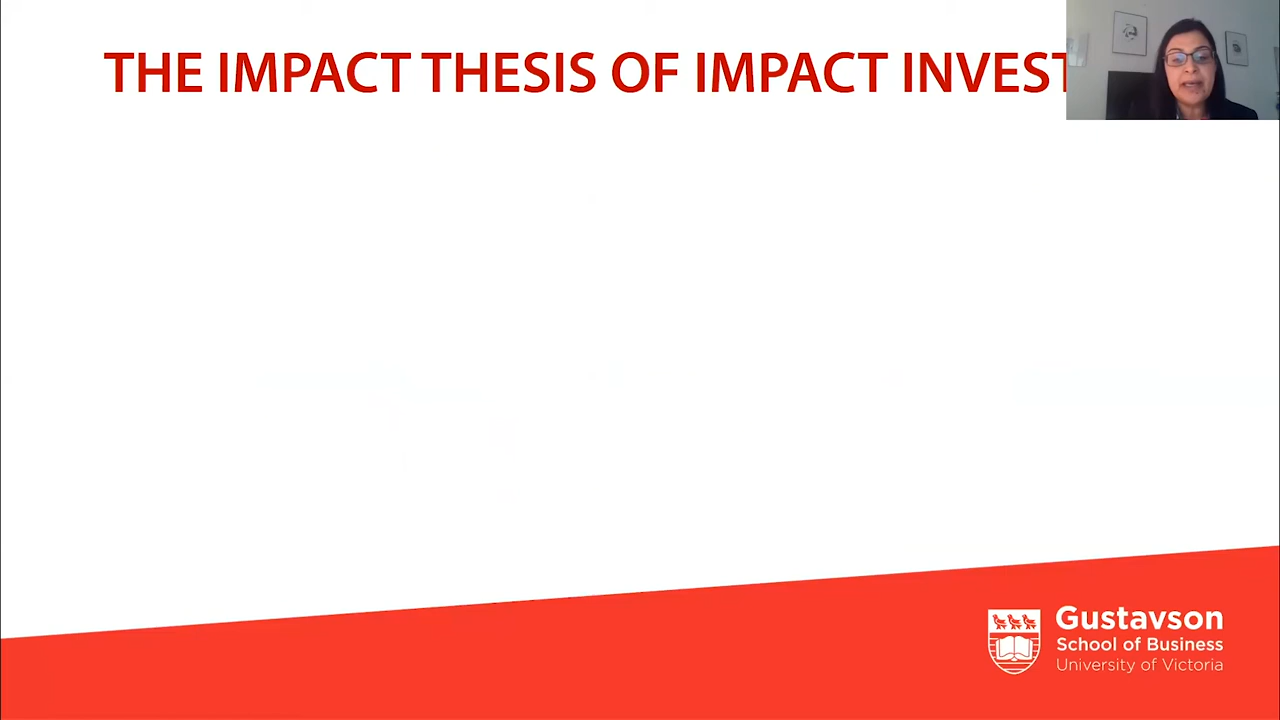 THE IMPACT THESIS OF IMPACT INVEST
Gustavson
School of Business
University of Victoria